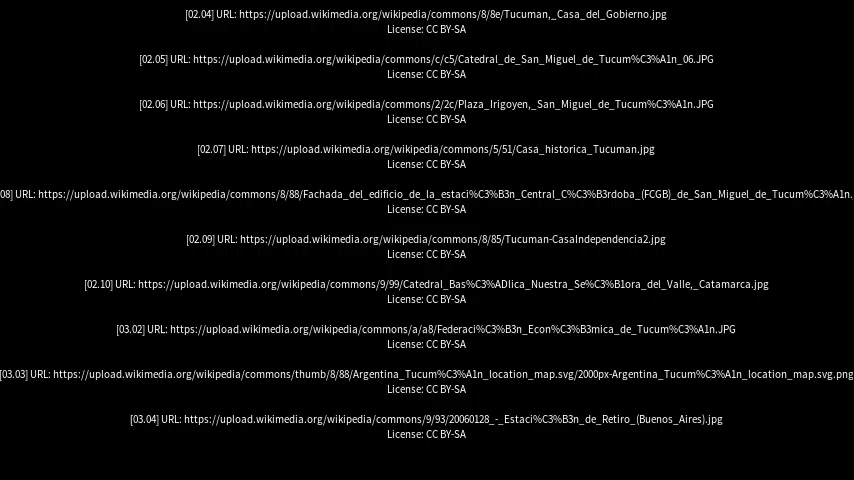 [02.04] URL: https://upload.wikimedia.org/wikipedia/commons/8/8e/Tucuman,_Casa_del_Gobierno.jpg
License: CC BY-SA
[02.05] URL: https://upload.wikimedia.org/wikipedia/commons/c/c5/Catedral_de_San_Miguel_de_Tucum%C3%A1n_06.JPG
License: CC BY-SA
[02.06] URL: https://upload.wikimedia.org/wikipedia/commons/2/2c/Plaza_Irigoyen,_San_Miguel_de_Tucum%C3%A1n.JPG
License: CC BY-SA
[02.07] URL: https://upload.wikimedia.org/wikipedia/commons/5/51/Casa_historica_Tucuman.jpg
License: CC BY-SA
08] URL: https://upload.wikimedia.org/wikipedia/commons/8/88/Fachada_del_edificio_de_la_estaci%C3%B3n_Central_C%C3%B3rdoba_(FCGB)_de_San_Miguel_de_Tucum%C3%A1n.
License: CC BY-SA
[02.09] URL: https://upload.wikimedia.org/wikipedia/commons/8/85/Tucuman-CasaIndependencia2.jpg
License: CC BY-SA
[02.10] URL: https://upload.wikimedia.org/wikipedia/commons/9/99/Catedral_Bas%C3%ADlica_Nuestra_Se%C3%B1ora_del_Valle,_Catamarca.jpg
License: CC BY-SA
[03.02] URL: https://upload.wikimedia.org/wikipedia/commons/a/a8/Federaci%C3%B3n_Econ%C3%B3mica_de_Tucum%C3%A1n.JPG
License: CC BY-SA
[03.03] URL: https://upload.wikimedia.org/wikipedia/commons/thumb/8/88/Argentina_Tucum%C3%A1n_location_map.svg/2000px-Argentina_Tucum%C3%A1n_location_map.svg.png
License: CC BY-SA
[03.04] URL: https://upload.wikimedia.org/wikipedia/commons/9/93/20060128_-_Estaci%C3%B3n_de_Retiro_(Buenos_Aires).jpg
License: CC BY-SA